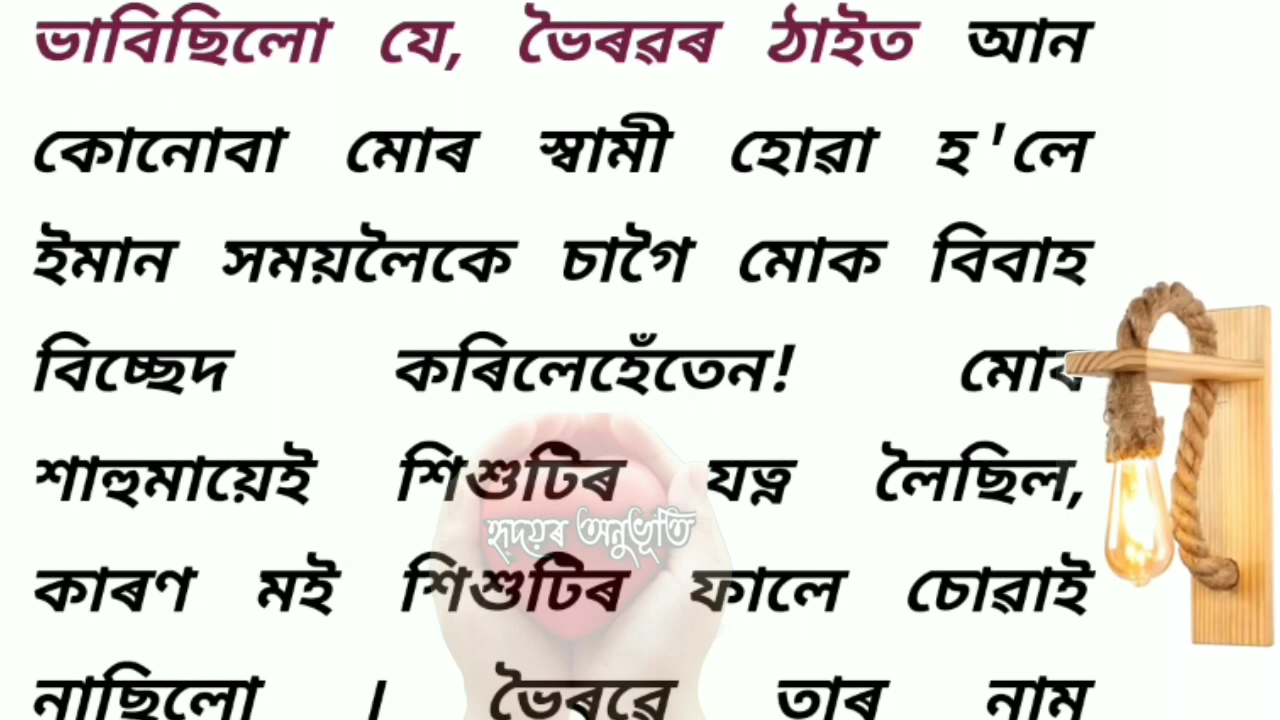 ভাবিছিলো যে, ভৈৰৱৰ ঠাইত আন
কোনোবা মোৰ স্বামী হোৱা হ'লে
ইমান সময়লৈকে চাগৈ মোক বিবাহ
বিচ্ছেদ কৰিলেহেঁতেন! মোৰ
শাহুমায়েই শিশুটিৰ যত্ন লৈছিল,
হৃদয়ৰ অনুভূতি
কাৰণ মই শিশুটিৰ ফালে চোৱাই
নাছিলো । ভৈৰৱে তাৰ নাম